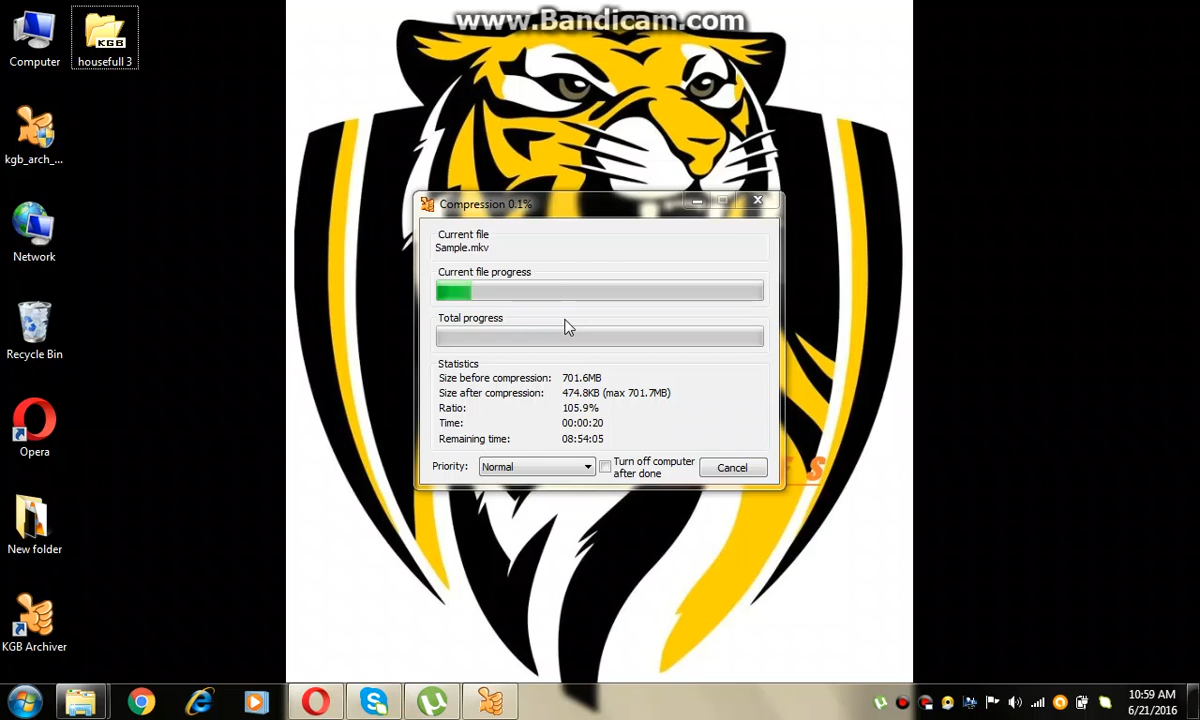 www.Bandicam.com
Computer
KGB
housefull 3
kgb_arch_...
Network
Recycle Bin
Opera
New folder
KGB Archiver
Compression 0.1%
Current file
Sample.mkv
Current file progress
Total progress
Statistics
Size before compression: 701.6MB
Size after compression: 474.8KB (max 701.7MB)
Ratio: 105.9%
Time: 00:00:20
Remaining time: 08:54:05
Priority: Normal
Turn off computer
after done
Cancel
10:59 AM
6/21/2016